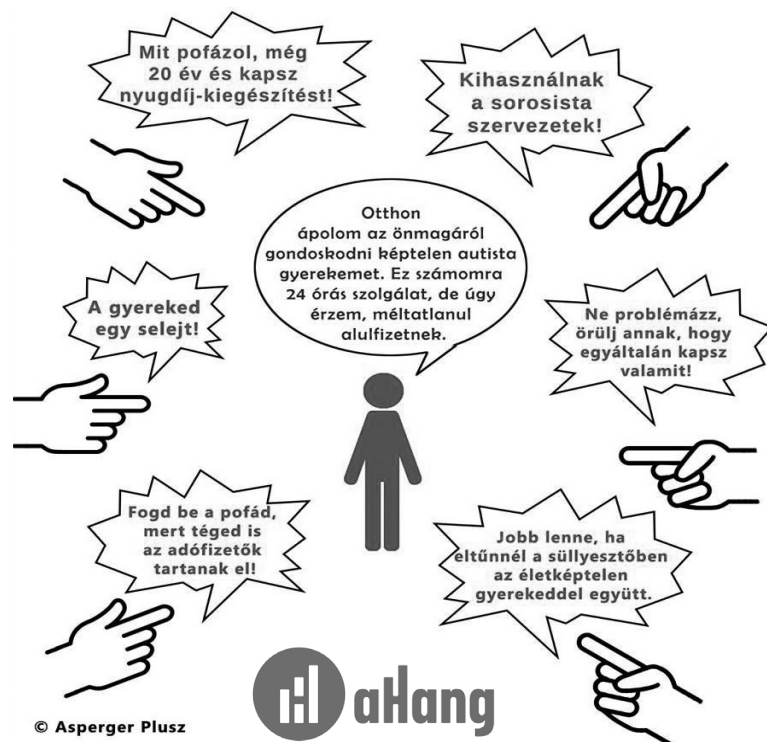 Mit pofázol, még
20 év és kapsz
nyugdíj-kiegészítést!
Kihasználnak
a sorosista
szervezetek!
Otthon
ápolom az önmagáról
gondoskodni képtelen autista
gyerekemet. Ez számomra
24 órás szolgálat, de úgy
érzem, méltatlanul
alulfizetnek.
A gyereked
egy selejt!
Ne problémázz,
örülj annak, hogy
egyáltalán kapsz
valamit!
Fogd be a pofád,
mert téged is
az adófizetők
tartanak el!
Jobb lenne, ha
eltűnnél a süllyesztőben
az életképtelen
gyerekeddel együtt.
aHang
© Asperger Plusz